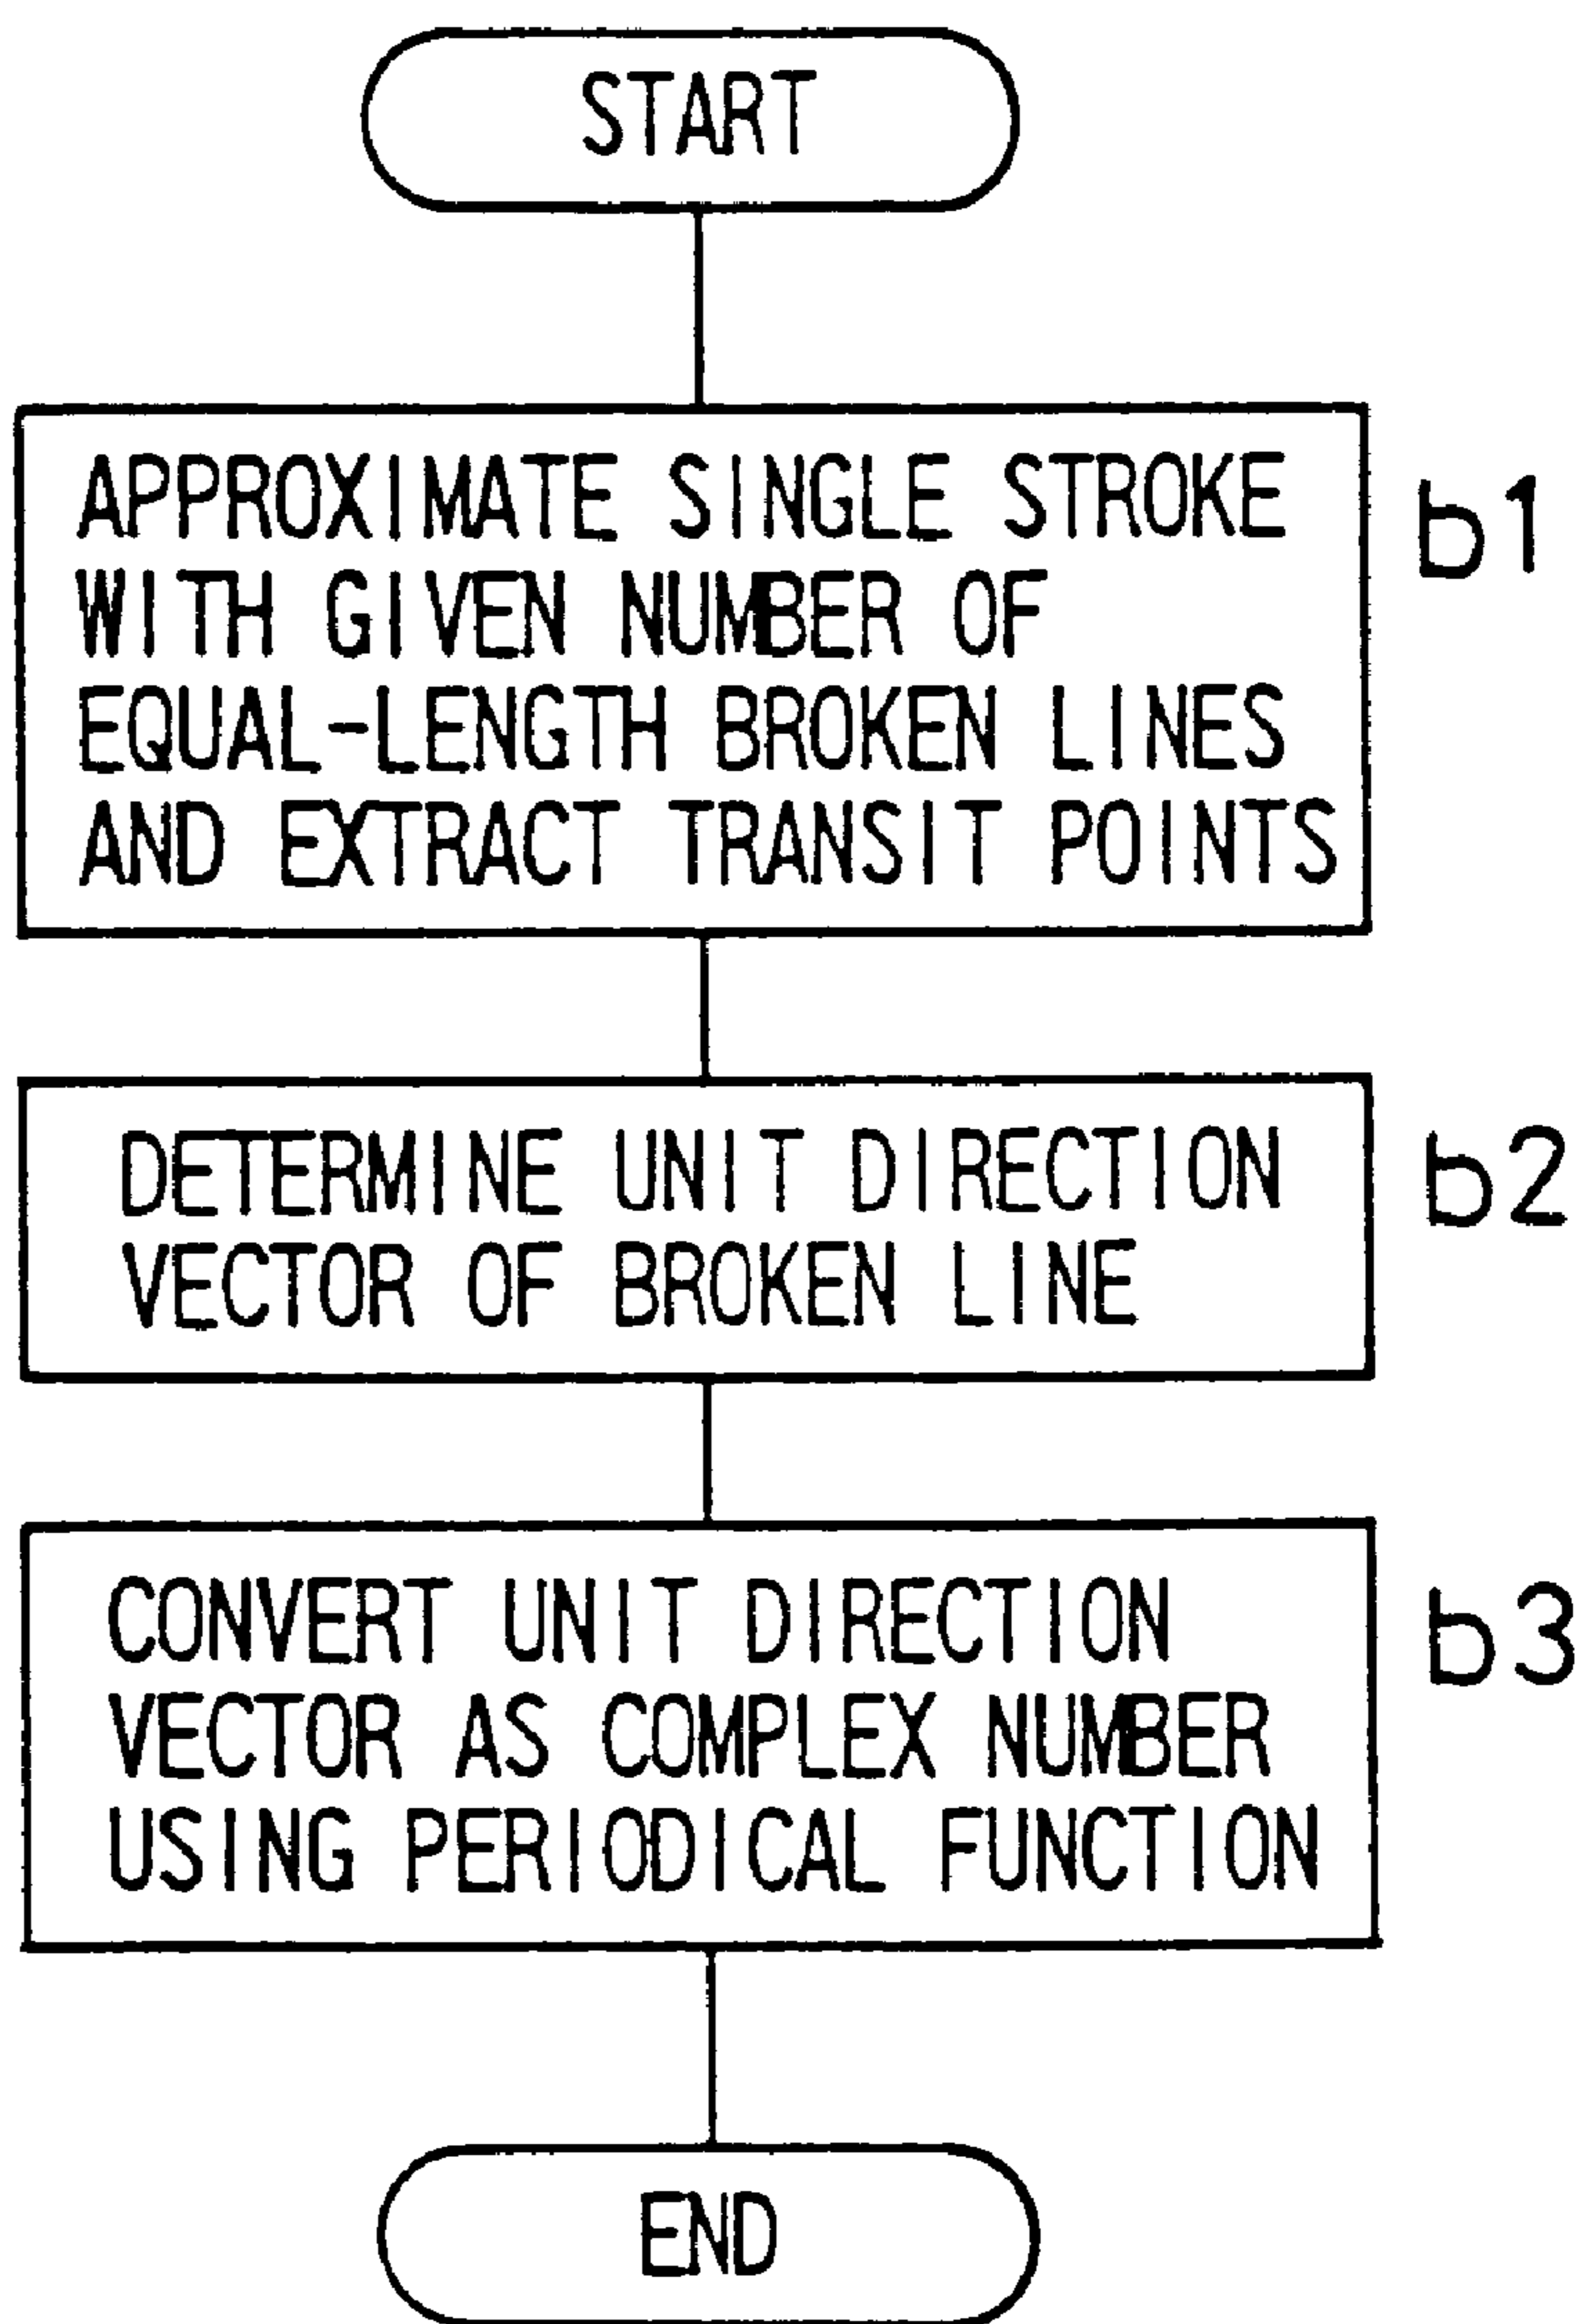 START
APPROXIMATE SINGLE STROKE
WITH GIVEN NUMBER OF
EQUAL-LENGTH BROKEN LINES
AND EXTRACT TRANSIT POINTS
b1
DETERMINE UNIT DIRECTION
VECTOR OF BROKEN LINE
b2
CONVERT UNIT DIRECTION
VECTOR AS COMPLEX NUMBER
USING PERIODICAL FUNCTION
b3
END